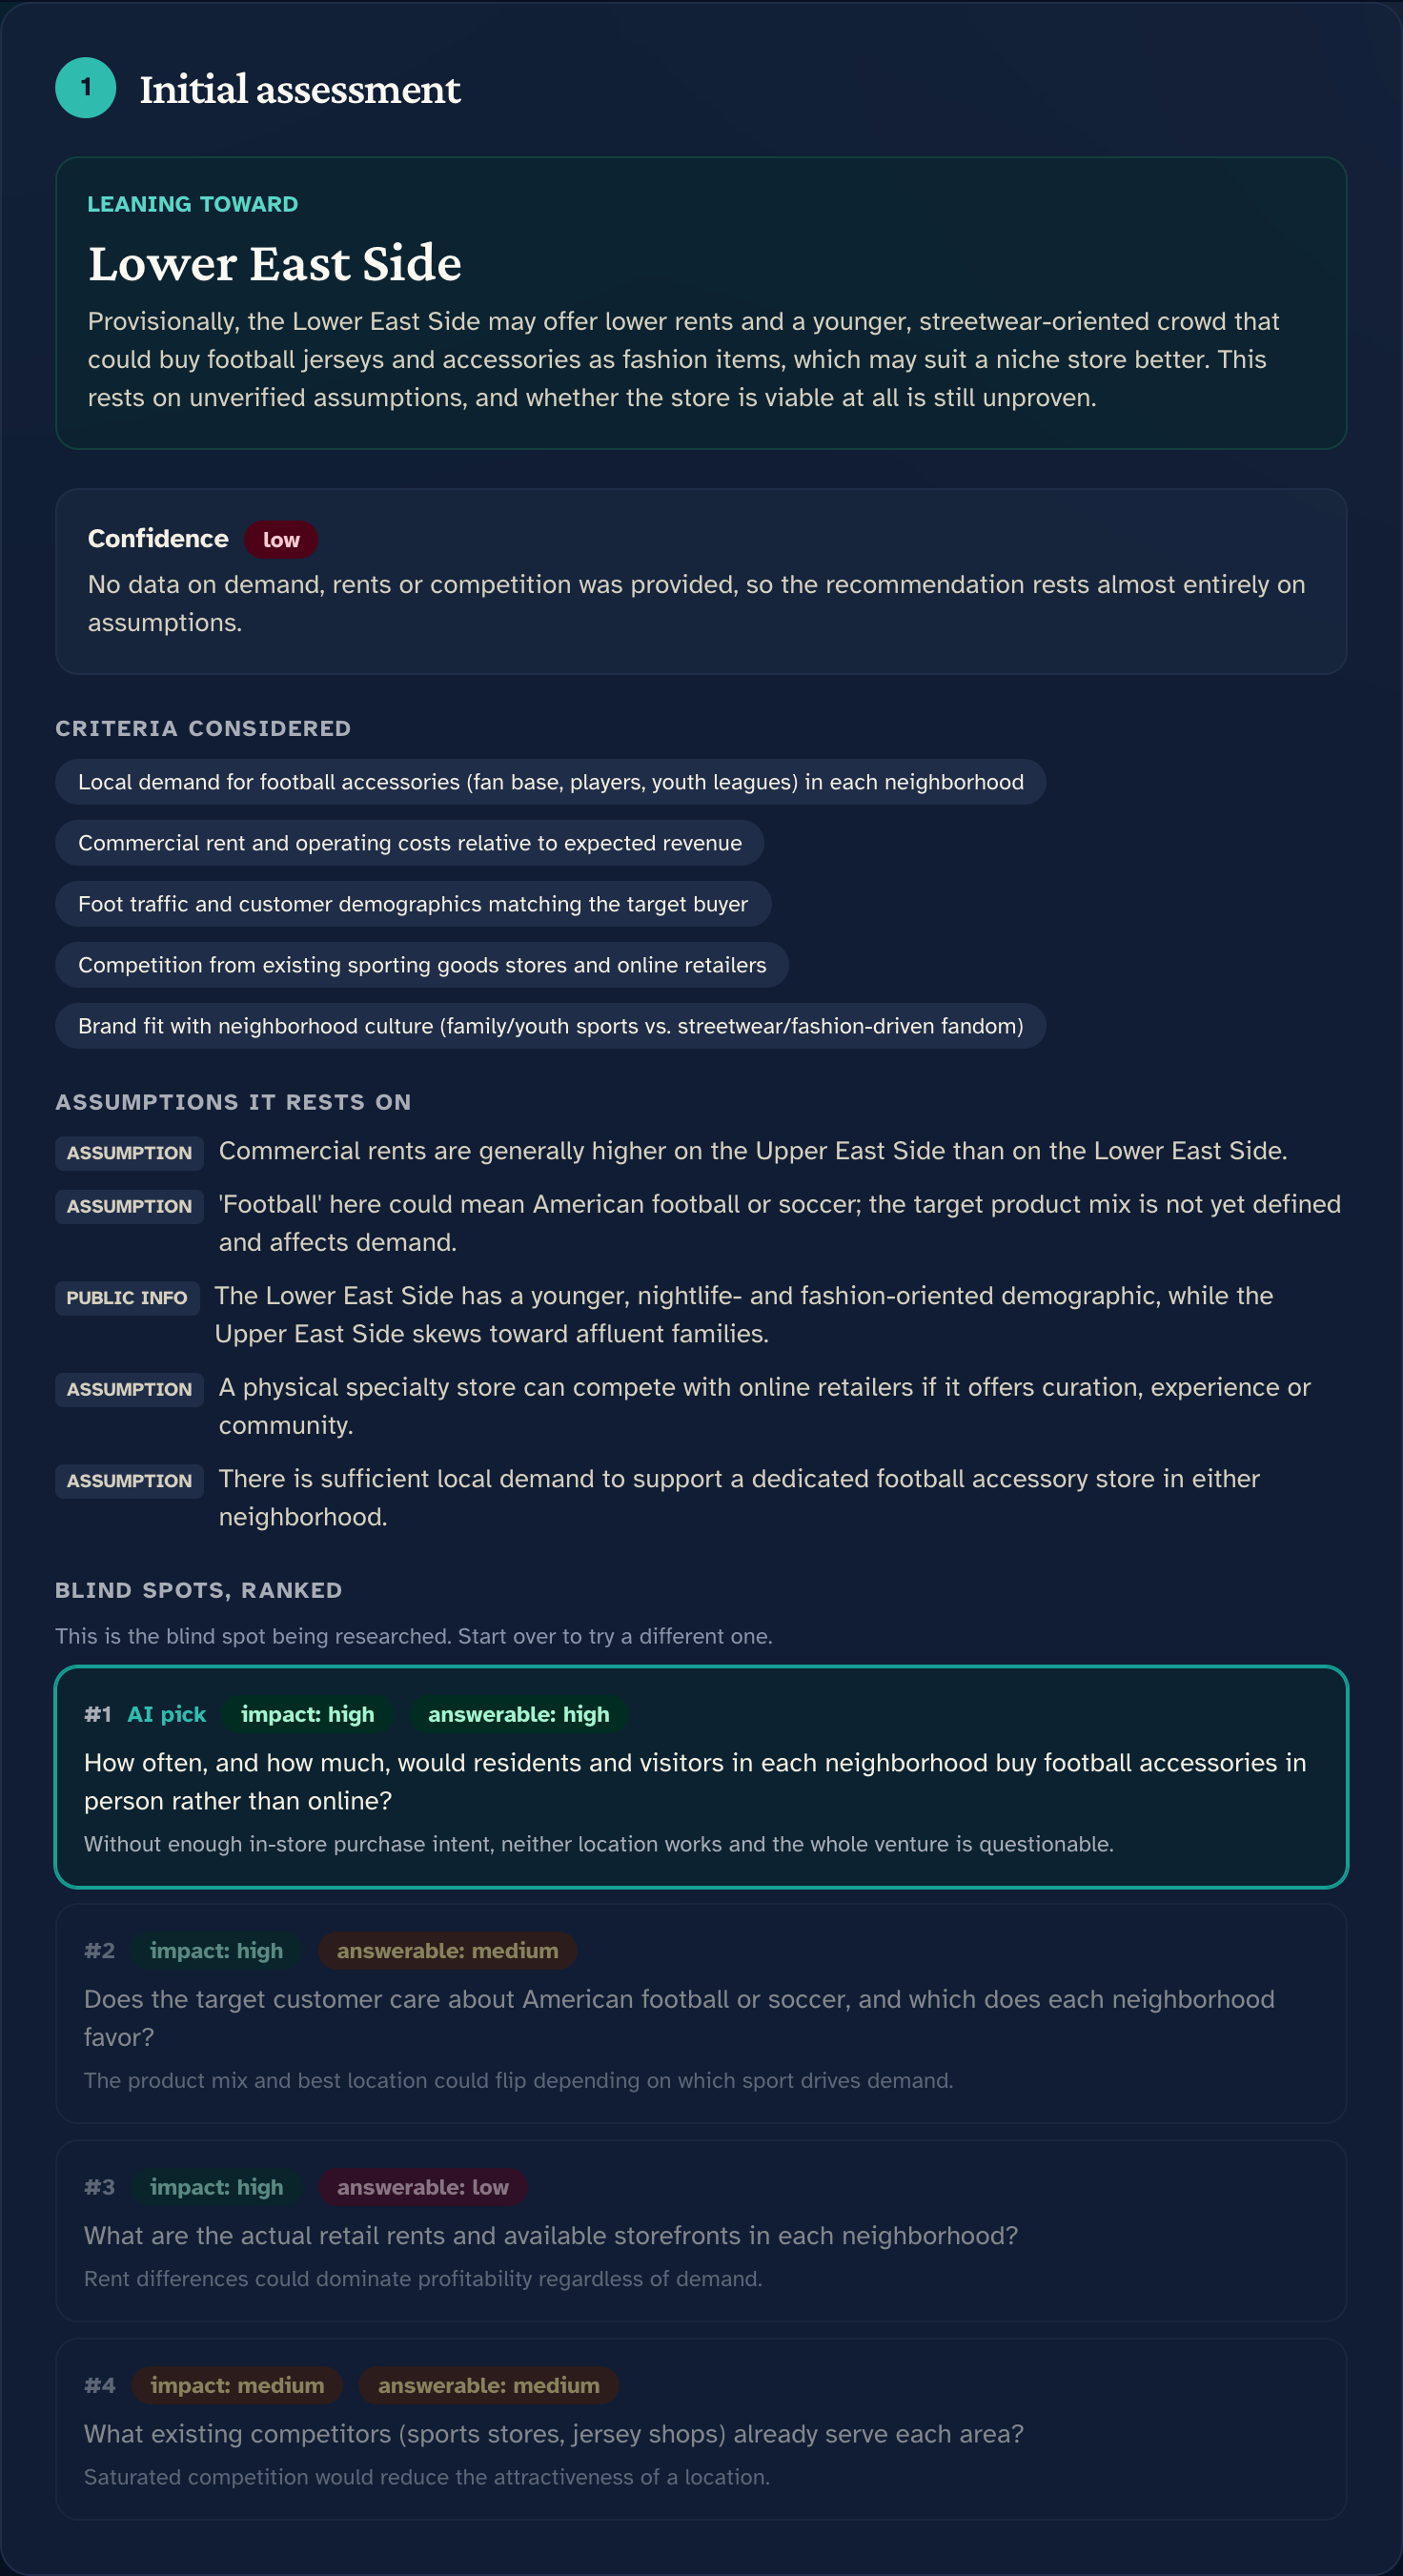 1
Initial assessment
LEANING TOWARD
Lower East Side
Provisionally, the Lower East Side may offer lower rents and a younger, streetwear-oriented crowd that
could buy football jerseys and accessories as fashion items, which may suit a niche store better. This
rests on unverified assumptions, and whether the store is viable at all is still unproven.
Confidence low
No data on demand, rents or competition was provided, so the recommendation rests almost entirely on
assumptions.
CRITERIA CONSIDERED
Local demand for football accessories (fan base, players, youth leagues) in each neighborhood
Commercial rent and operating costs relative to expected revenue
Foot traffic and customer demographics matching the target buyer
Competition from existing sporting goods stores and online retailers
Brand fit with neighborhood culture (family/youth sports vs. streetwear/fashion-driven fandom)
ASSUMPTIONS IT RESTS ON
ASSUMPTION Commercial rents are generally higher on the Upper East Side than on the Lower East Side.
ASSUMPTION 'Football' here could mean American football or soccer; the target product mix is not yet defined
and affects demand.
PUBLIC INFO The Lower East Side has a younger, nightlife- and fashion-oriented demographic, while the
Upper East Side skews toward affluent families.
ASSUMPTION A physical specialty store can compete with online retailers if it offers curation, experience or
community.
ASSUMPTION There is sufficient local demand to support a dedicated football accessory store in either
neighborhood.
BLIND SPOTS, RANKED
This is the blind spot being researched. Start over to try a different one.
#1 AI pick impact: high answerable: high
How often, and how much, would residents and visitors in each neighborhood buy football accessories in
person rather than online?
Without enough in-store purchase intent, neither location works and the whole venture is questionable.
#2 impact: high answerable: medium
Does the target customer care about American football or soccer, and which does each neighborhood
favor?
The product mix and best location could flip depending on which sport drives demand.
#3 impact: high answerable: low
What are the actual retail rents and available storefronts in each neighborhood?
Rent differences could dominate profitability regardless of demand.
#4 impact: medium answerable: medium
What existing competitors (sports stores, jersey shops) already serve each area?
Saturated competition would reduce the attractiveness of a location.